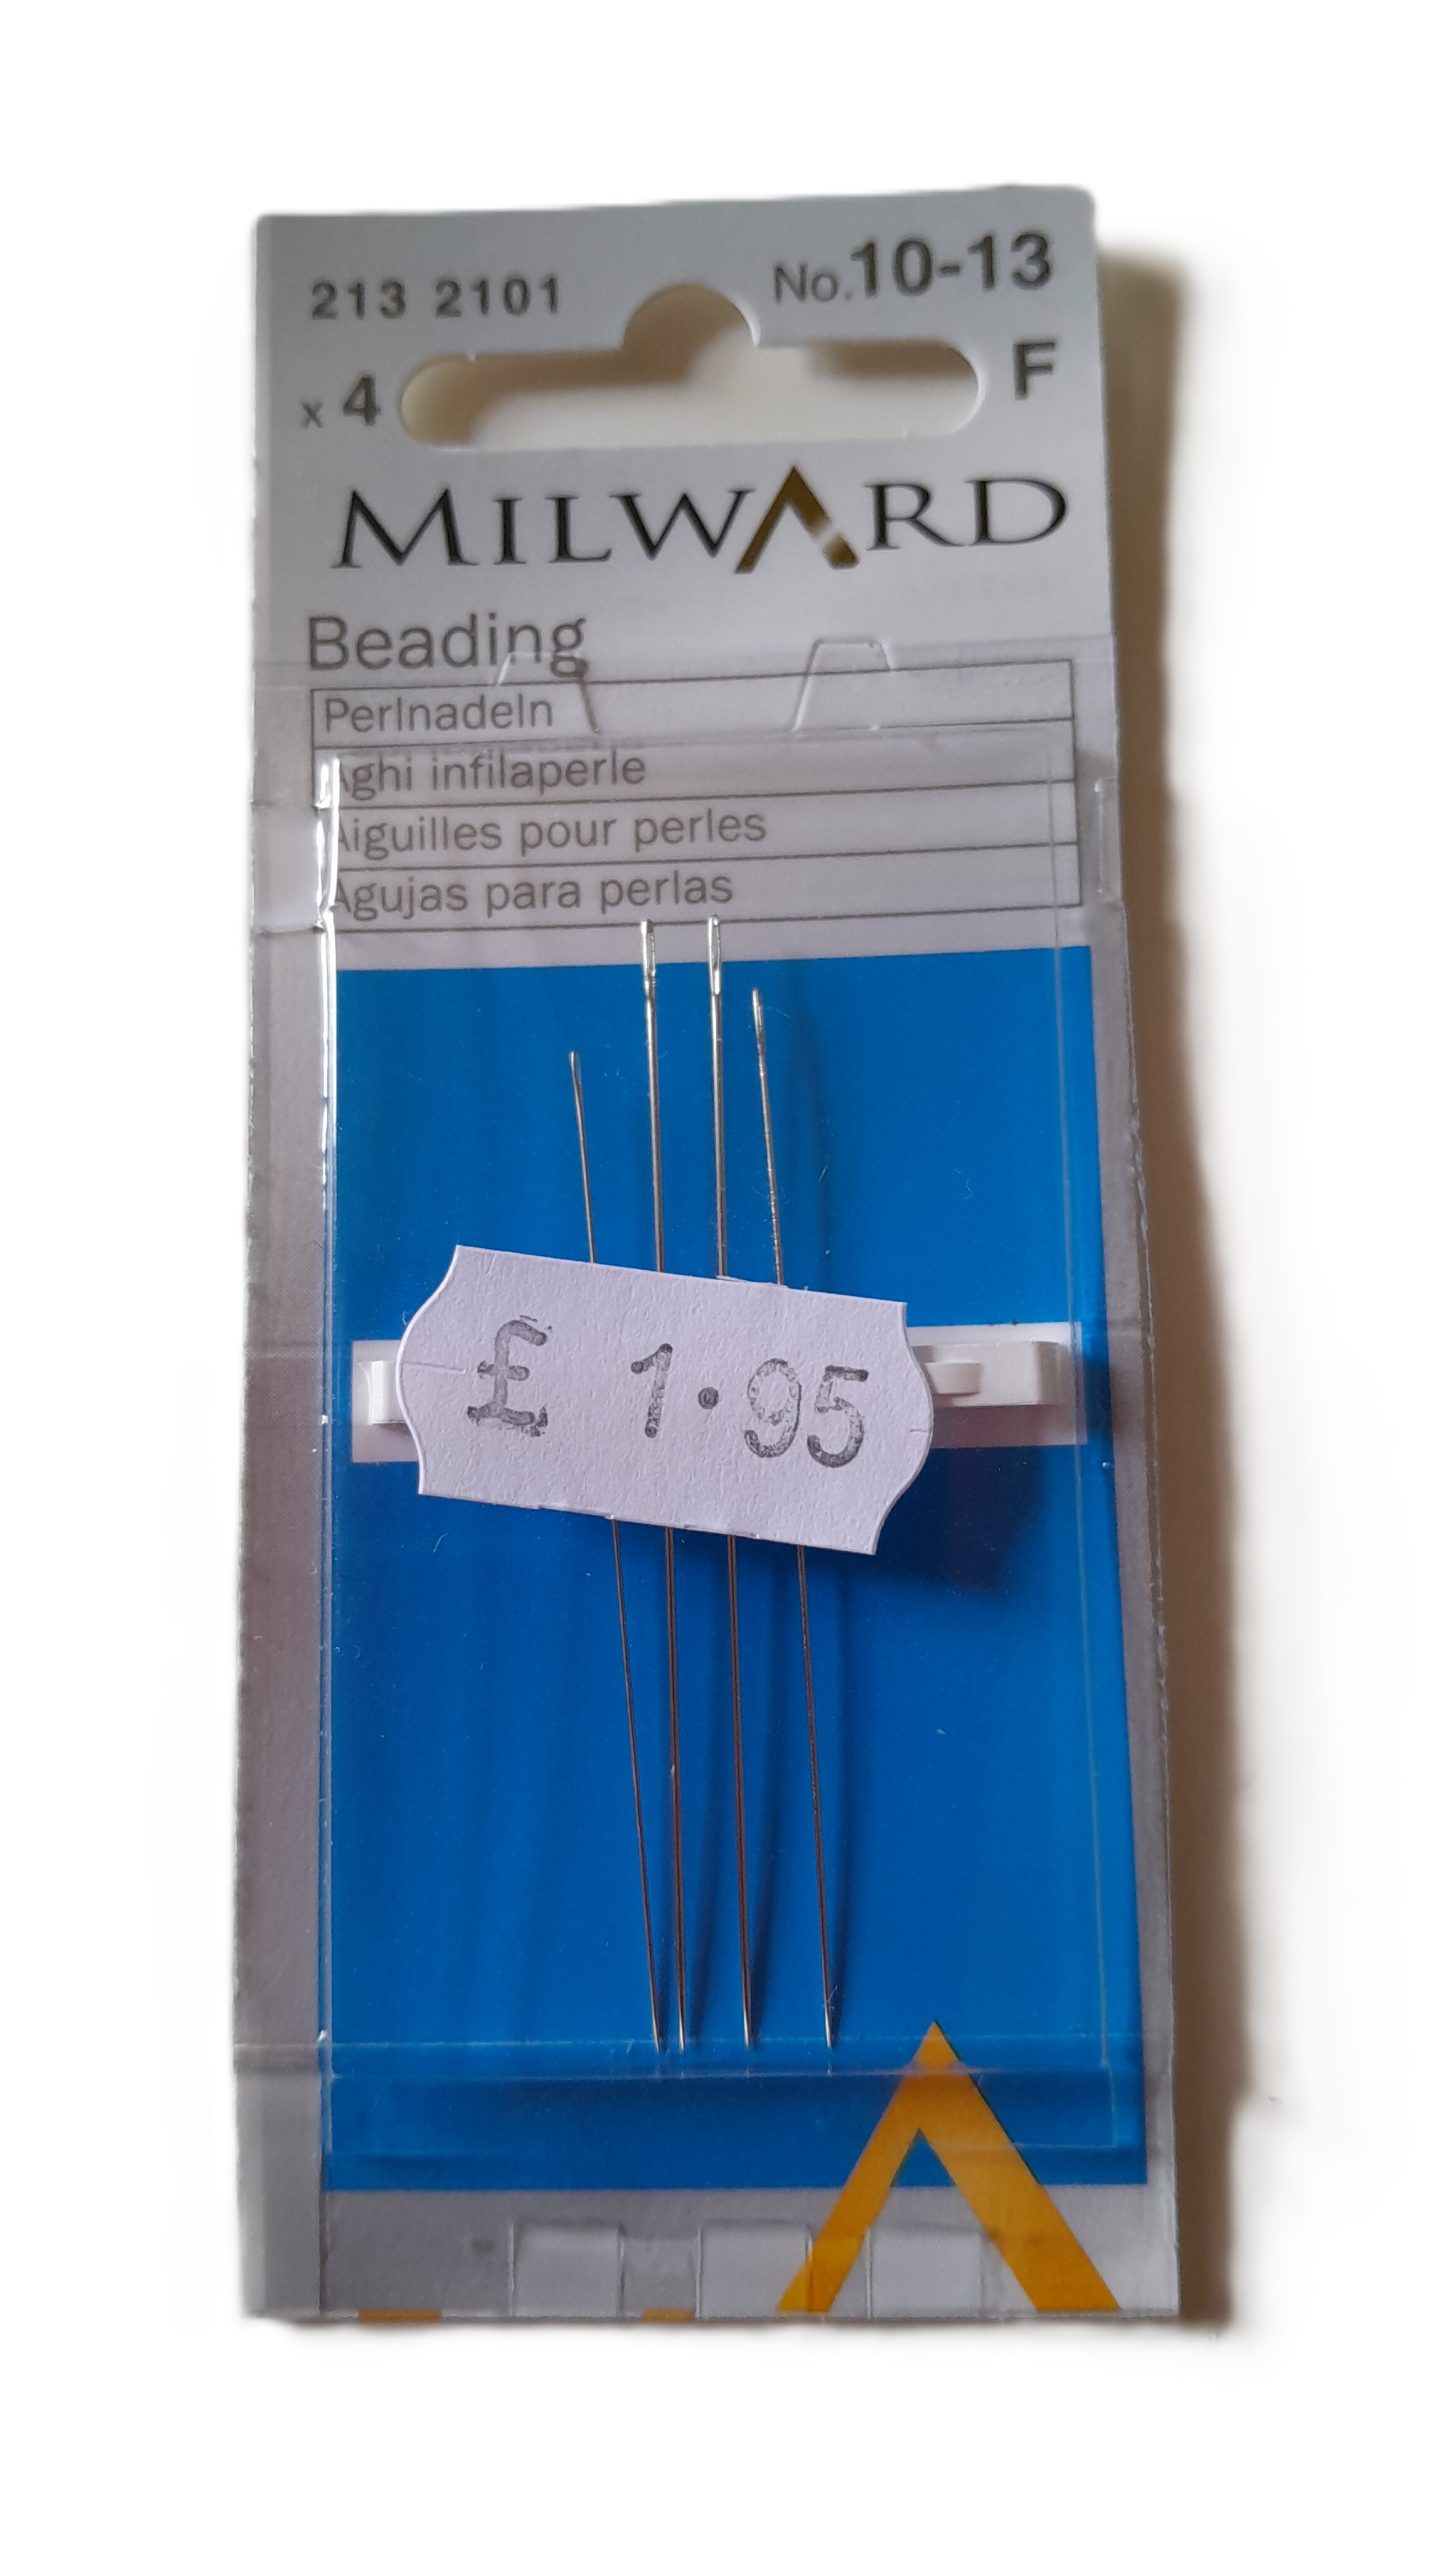 213 2101
No.10-13
x 4
F
MILWARD
Beading
Perlnadeln
Aghi infilaperle
Aiguilles pour perles
Agujas para perlas
£ 1.95